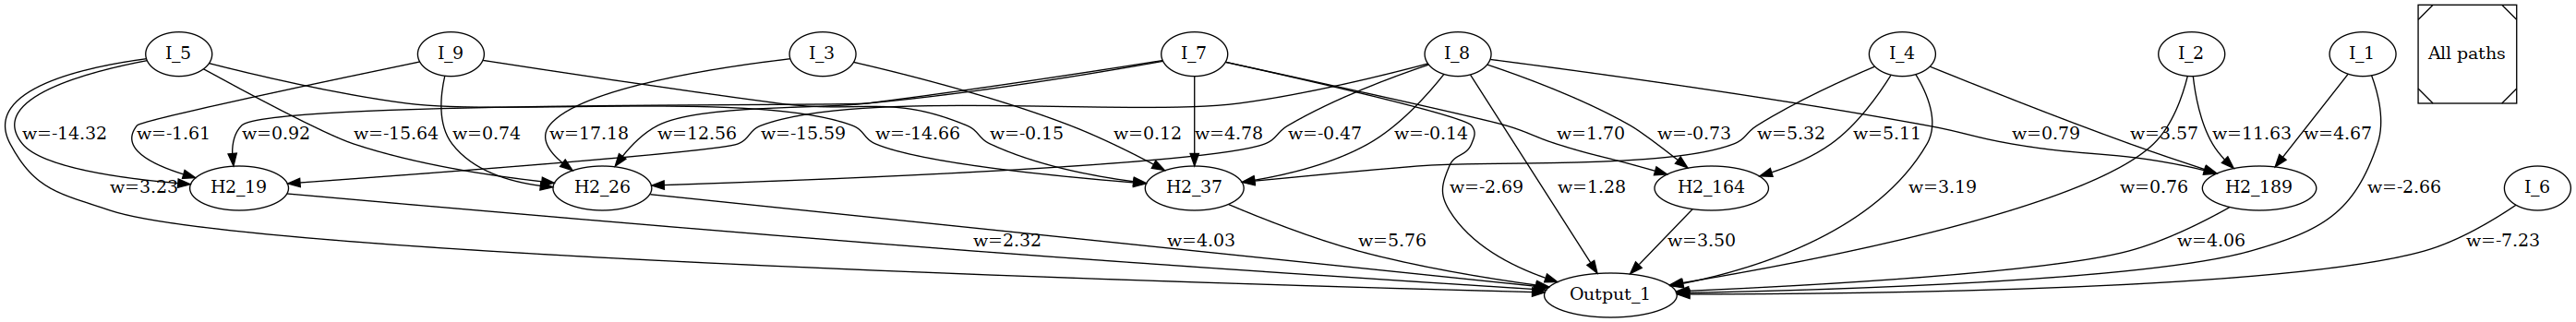 I_5
I_9
I_3
I_7
I_8
I_4
I_2
I_1
All paths
w=-14.32
w=-1.61
w=0.92
w=-15.64
w=0.74
w=17.18
w=12.56
w=-15.59
w=-14.66
w=-0.15
w=0.12
w=4.78
w=-0.47
w=-0.14
w=1.70
w=-0.73
w=5.32
w=5.11
w=0.79
w=3.57
w=11.63
w=4.67
w=3.23
H2_19
H2_26
H2_37
w=-2.69
w=1.28
H2_164
w=3.19
w=0.76
H2_189
w=-2.66
I_6
w=2.32
w=4.03
w=5.76
w=3.50
w=4.06
w=-7.23
Output_1